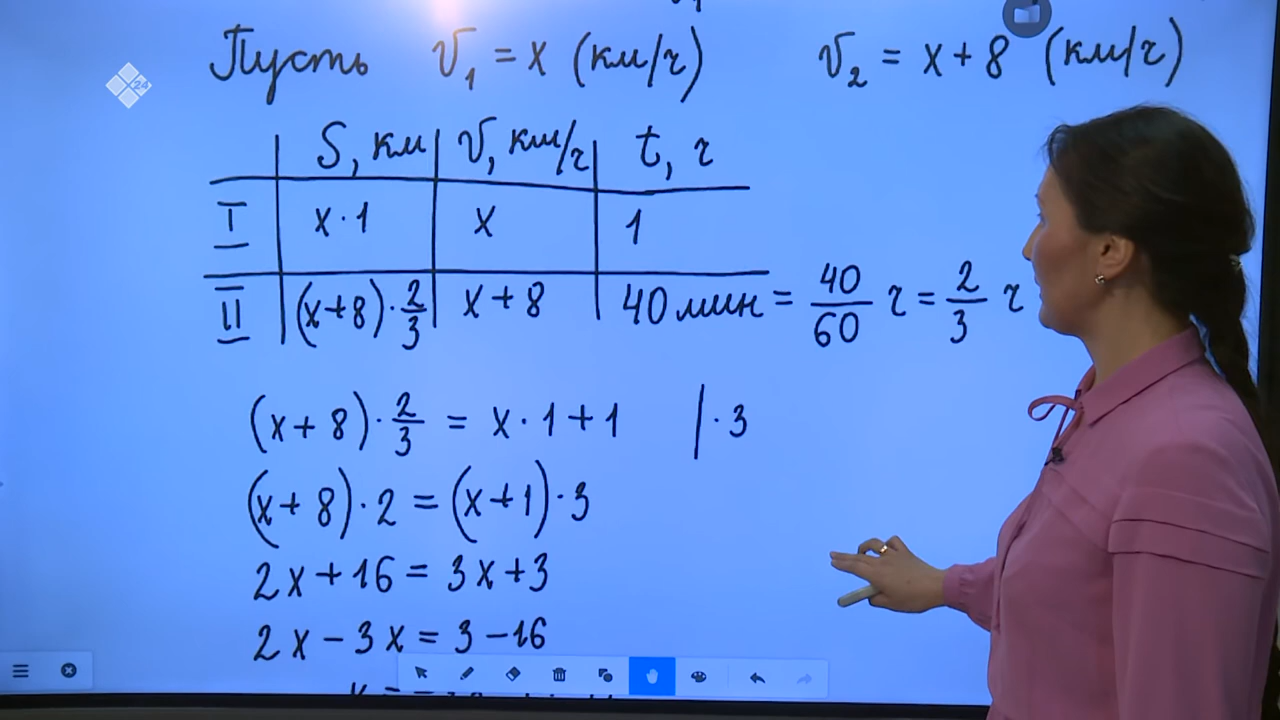 Пусть v₁ = x (км/ч) v₂ = x + 8 (км/ч)
S, км v, км/ч t, ч
I x · 1 x 1
II (x+8) · 2/3 x + 8 40 мин = 40/60 ч = 2/3 ч
(x + 8) · 2/3 = x · 1 + 1 | · 3
(x + 8) · 2 = (x + 1) · 3
2x + 16 = 3x + 3
2x − 3x = 3 − 16
24